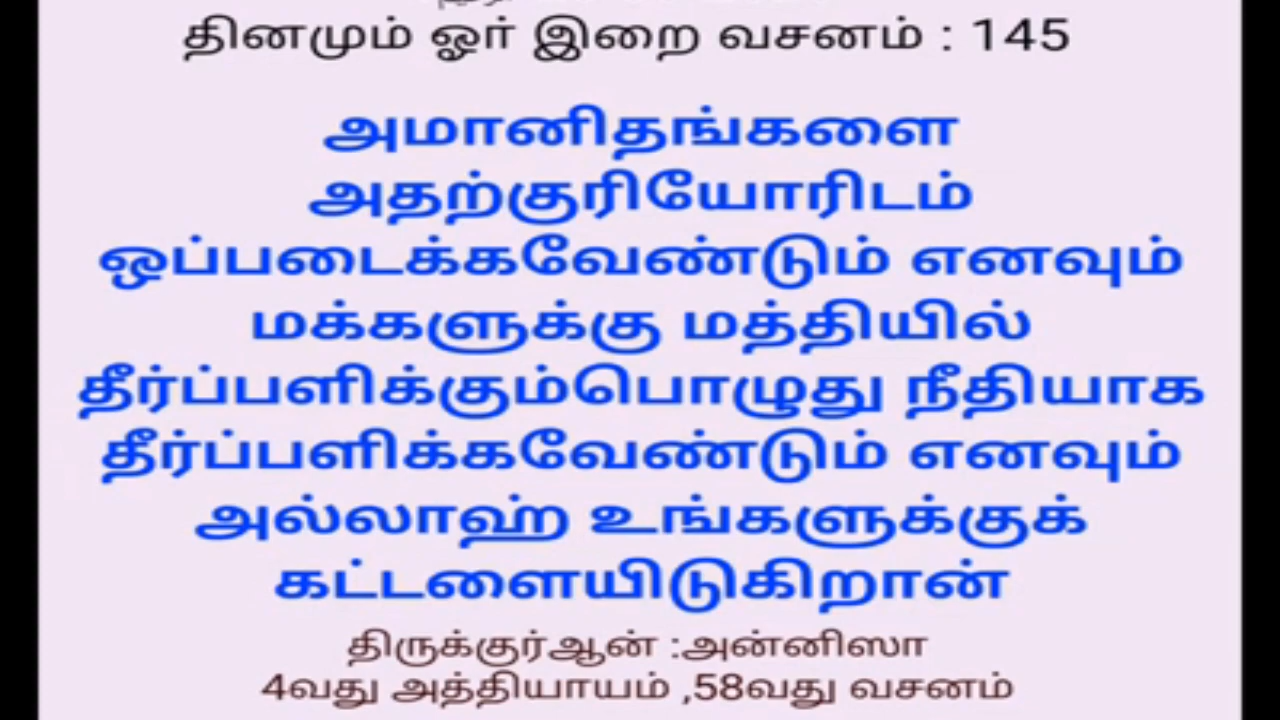 தினமும் ஓர் இறை வசனம் : 145
அமானிதங்களை
அதற்குரியோரிடம்
ஒப்படைக்கவேண்டும் எனவும்
மக்களுக்கு மத்தியில்
தீர்ப்பளிக்கும்பொழுது நீதியாக
தீர்ப்பளிக்கவேண்டும் எனவும்
அல்லாஹ் உங்களுக்குக்
கட்டளையிடுகிறான்
திருக்குர்ஆன் :அன்னிஸா
4வது அத்தியாயம் ,58வது வசனம்